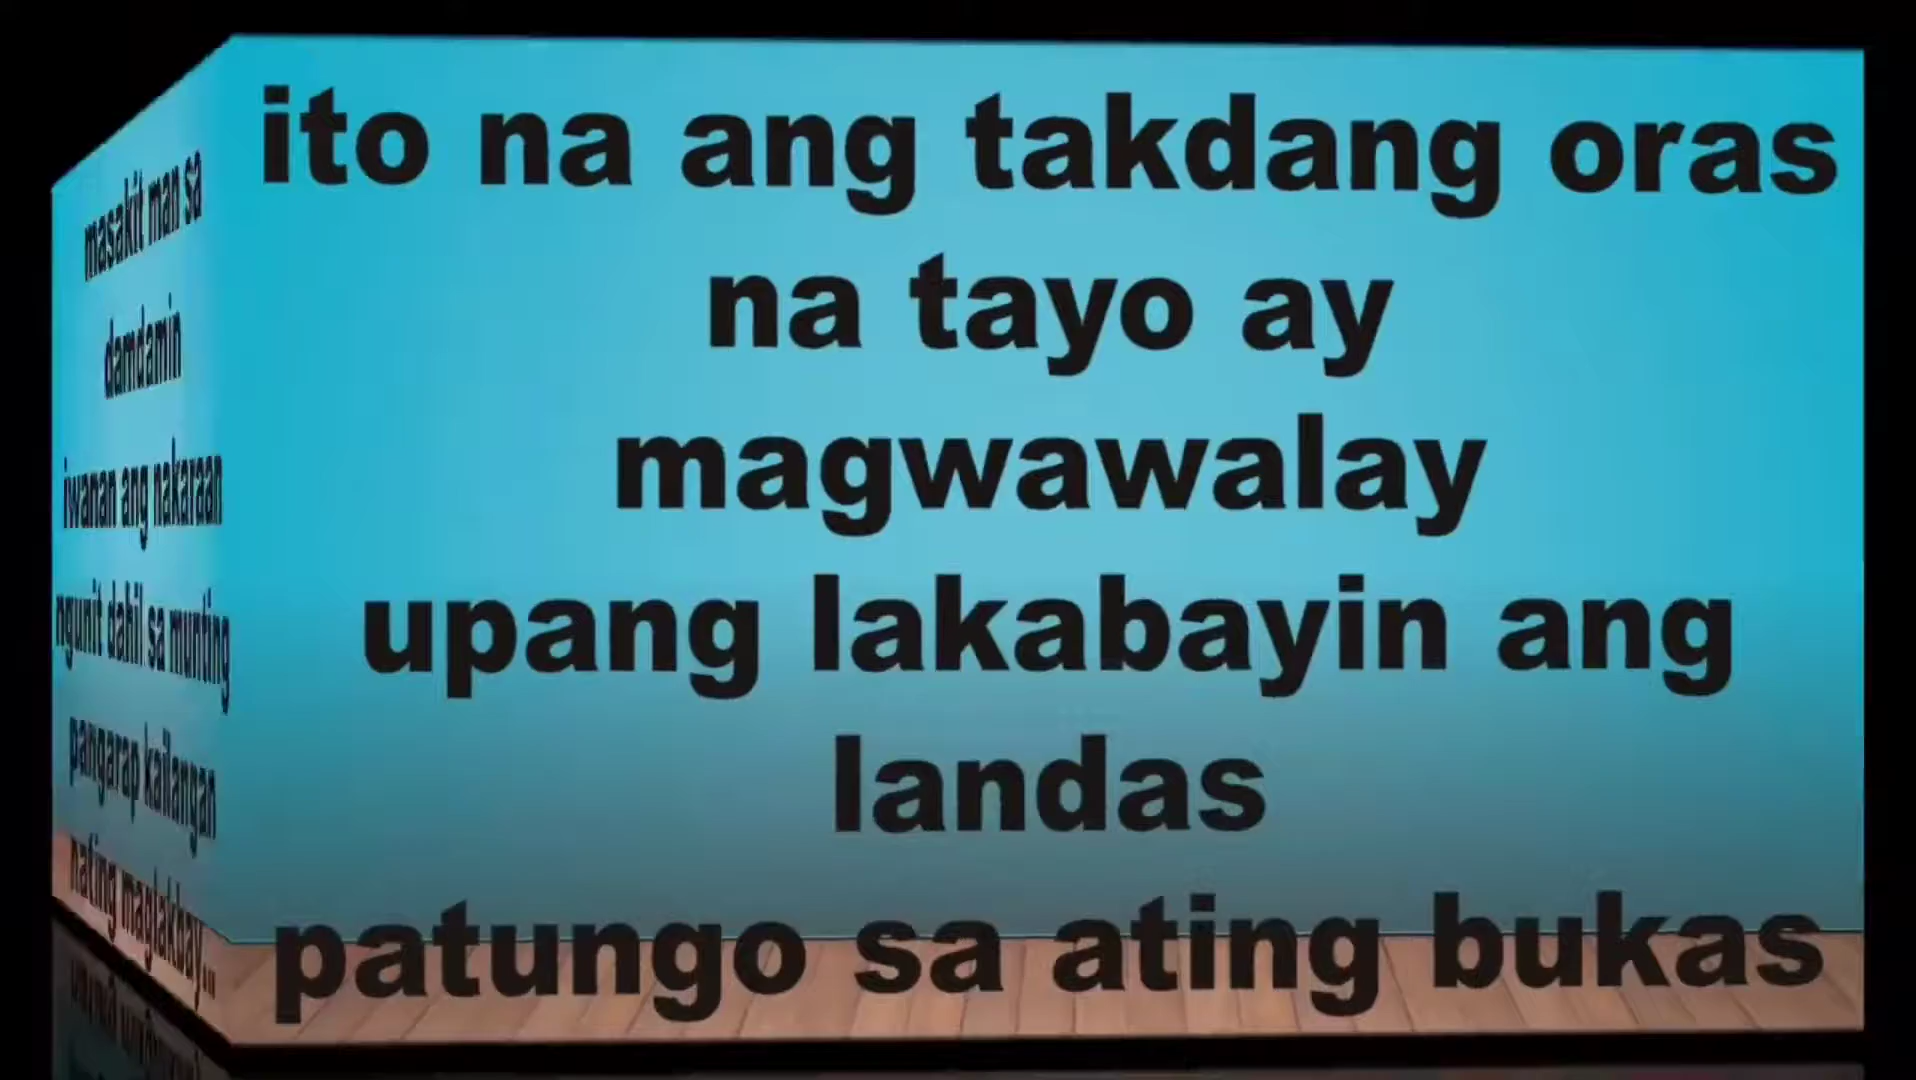 masakit man sa
damdamin
iwanan ang nakaraan
ngunit dahil sa munting
pangarap kailangan
nating maglakbay...
ito na ang takdang oras
na tayo ay
magwawalay
upang lakabayin ang
landas
patungo sa ating bukas